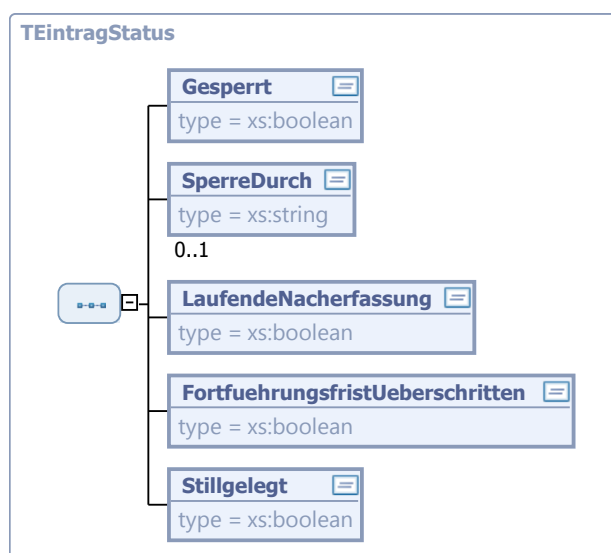 TEintragStatus
Gesperrt
type = xs:boolean
SperreDurch
type = xs:string
0..1
LaufendeNacherfassung
type = xs:boolean
FortfuehrungsfristUeberschritten
type = xs:boolean
Stillgelegt
type = xs:boolean